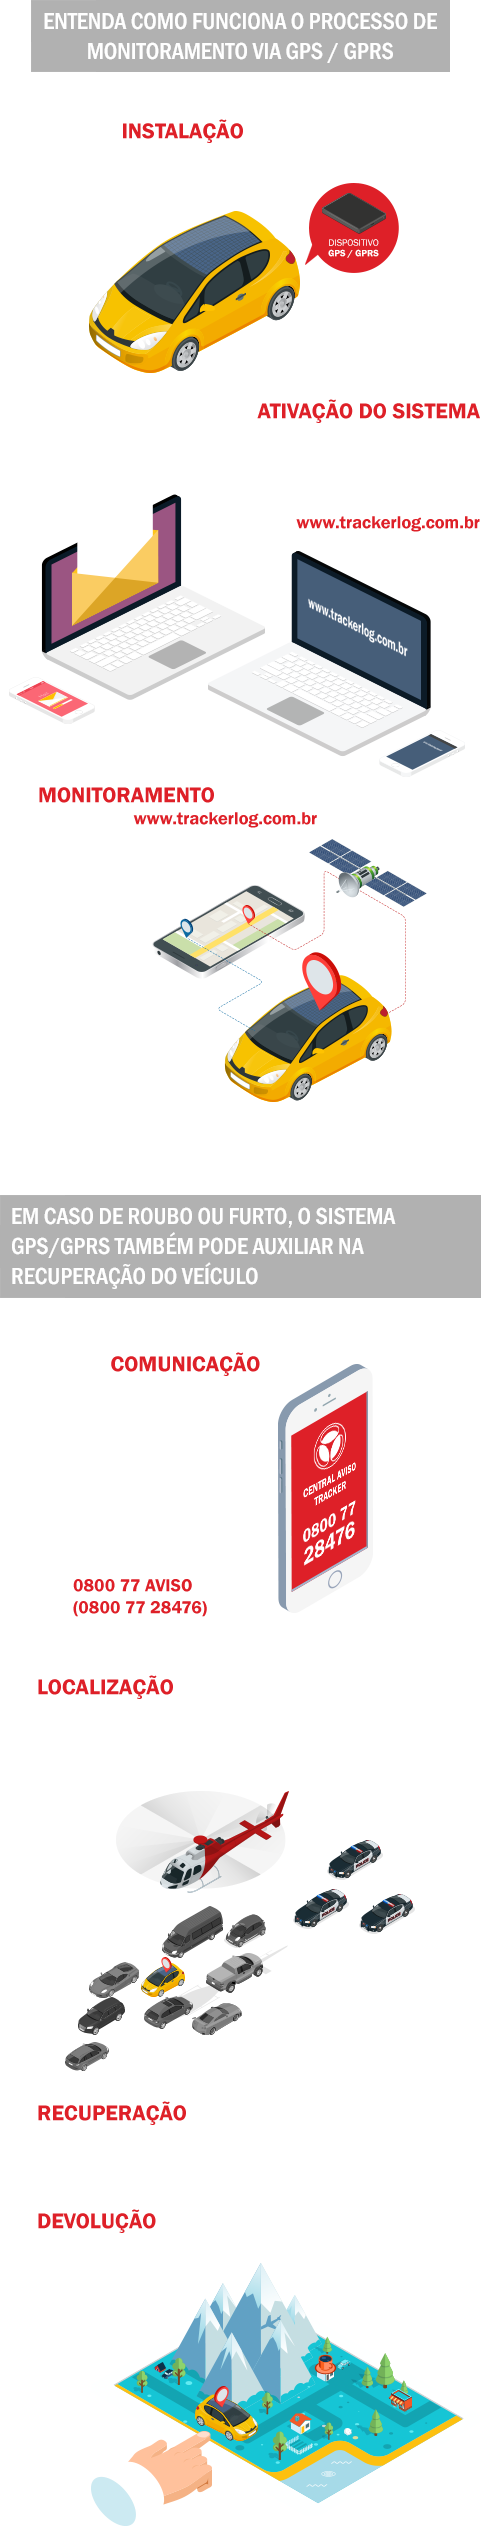 ENTENDA COMO FUNCIONA O PROCESSO DE
MONITORAMENTO VIA GPS / GPRS
INSTALAÇÃO
DISPOSITIVO
GPS / GPRS
ATIVAÇÃO DO SISTEMA
www.trackerlog.com.br
www.trackerlog.com.br
MONITORAMENTO
www.trackerlog.com.br
EM CASO DE ROUBO OU FURTO, O SISTEMA
GPS/GPRS TAMBÉM PODE AUXILIAR NA
RECUPERAÇÃO DO VEÍCULO
COMUNICAÇÃO
CENTRAL AVISO
TRACKER
0800 77
28476
0800 77 AVISO
(0800 77 28476)
LOCALIZAÇÃO
POLICE
POLICE
POLICE
RECUPERAÇÃO
DEVOLUÇÃO